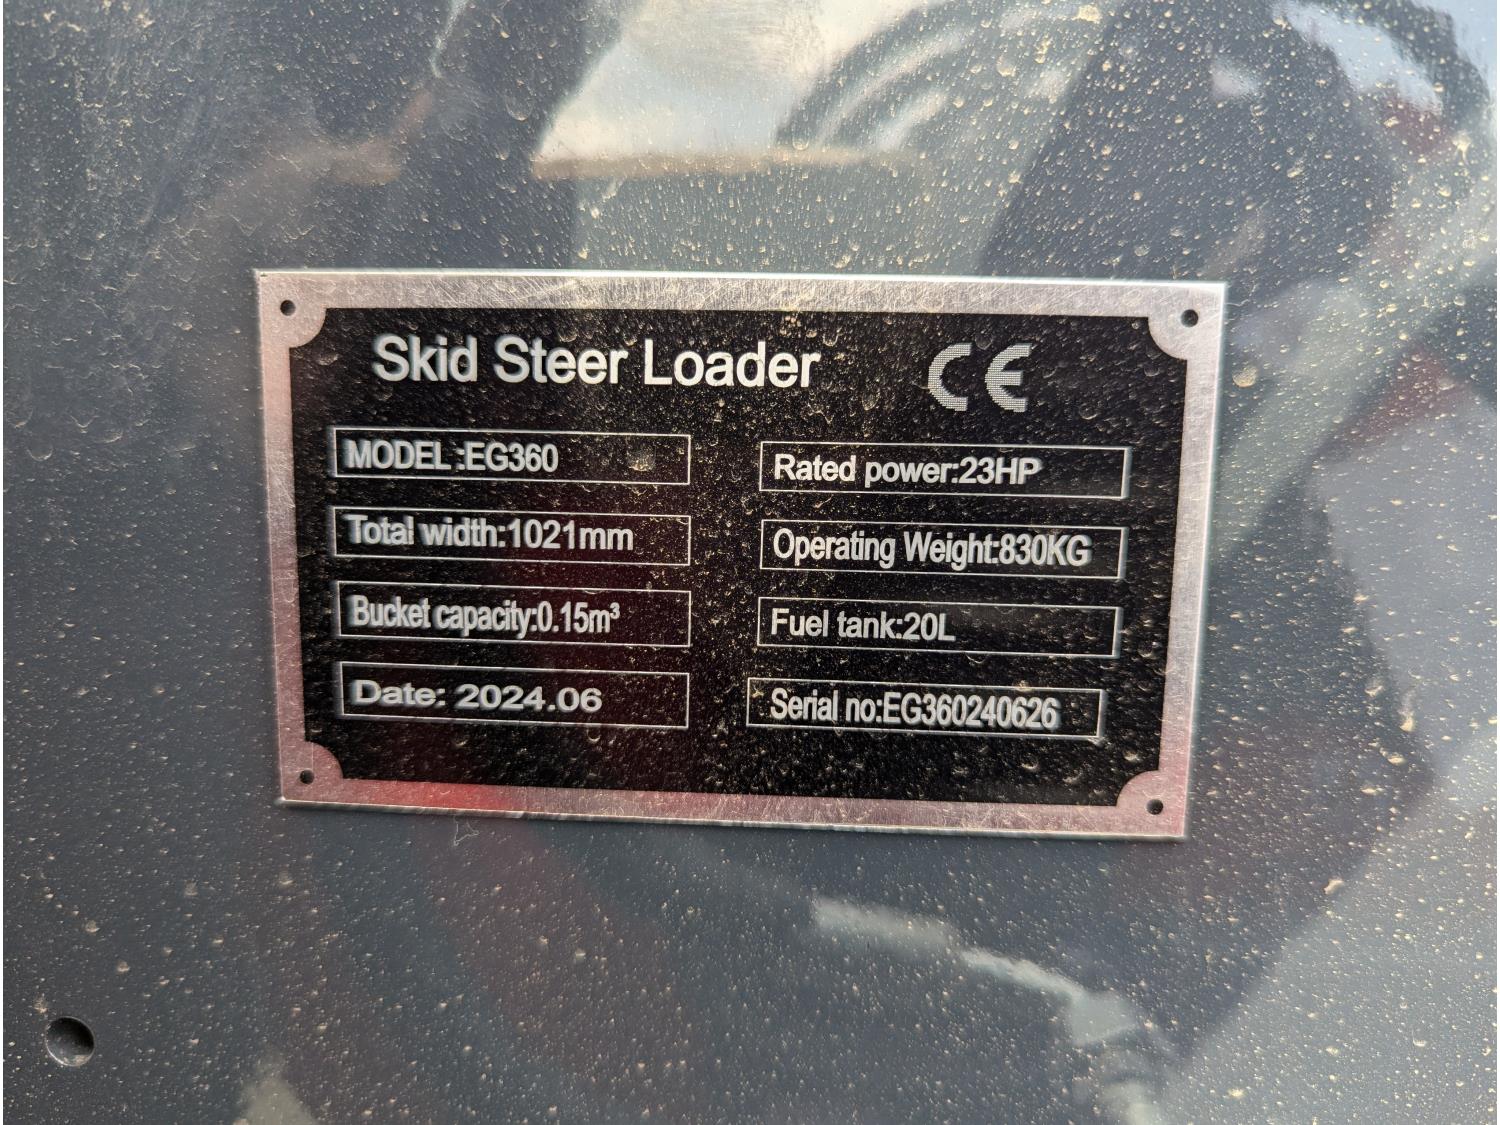 Skid Steer Loader CE
MODEL:EG360
Rated power:23HP
Total width:1021mm
Operating Weight:830KG
Bucket capacity:0.15m³
Fuel tank:20L
Date: 2024.06
Serial no:EG360240626